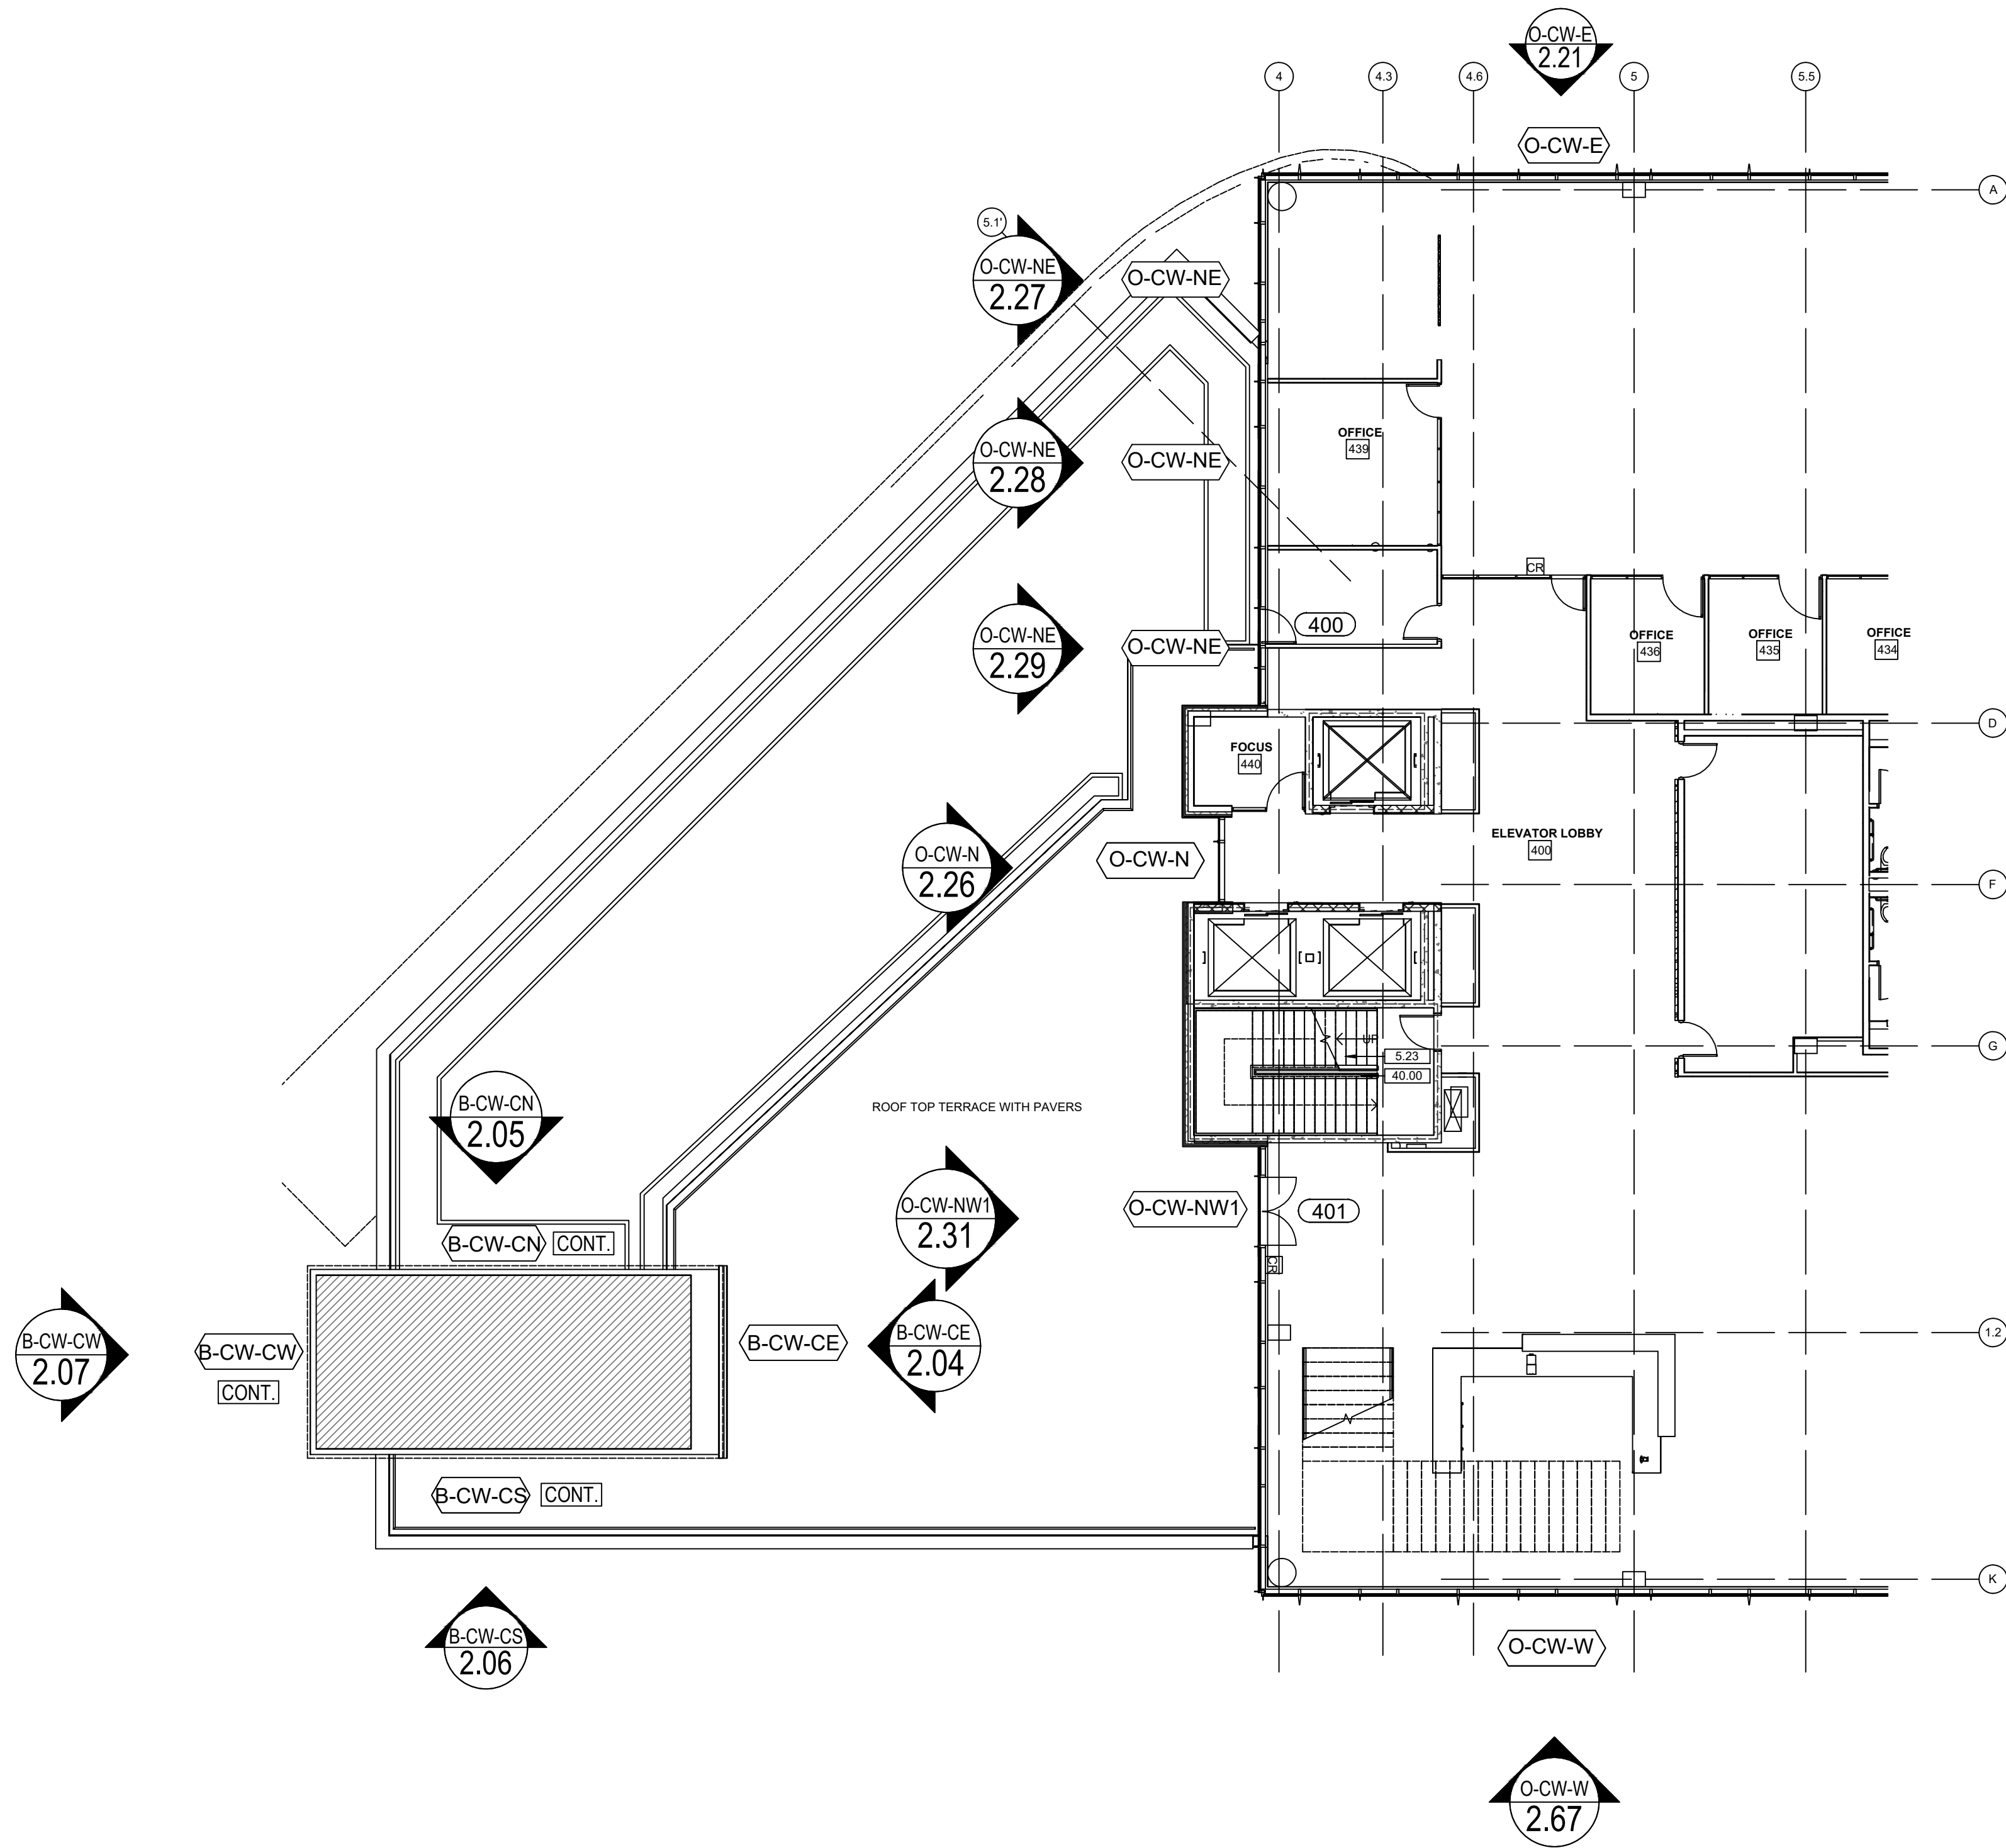 O-CW-E
2.21
4
4.3
4.6
5
5.5
O-CW-E
A
5.1'
O-CW-NE
2.27
O-CW-NE
OFFICE
439
O-CW-NE
2.28
O-CW-NE
CR
400
O-CW-NE
2.29
O-CW-NE
OFFICE
436
OFFICE
435
OFFICE
434
D
FOCUS
440
ELEVATOR LOBBY
400
O-CW-N
2.26
O-CW-N
F
UP
5.23
40.00
G
B-CW-CN
2.05
ROOF TOP TERRACE WITH PAVERS
O-CW-NW1
2.31
O-CW-NW1
401
B-CW-CN
CONT.
CR
B-CW-CW
2.07
B-CW-CW
CONT.
B-CW-CE
B-CW-CE
2.04
1.2
B-CW-CS
CONT.
K
B-CW-CS
2.06
O-CW-W
O-CW-W
2.67